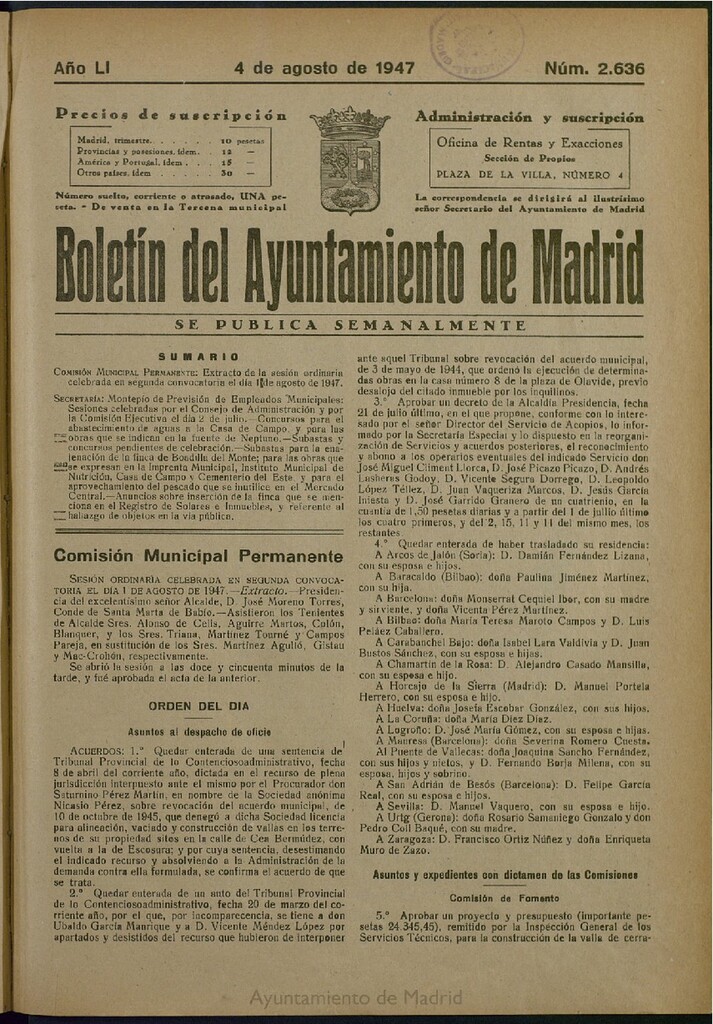 Año LI
4 de agosto de 1947
Núm. 2.636
Precios de suscripción
Madrid, trimestre. . . . . . 10 pesetas
Provincias y posesiones, ídem. . 12 —
América y Portugal, ídem . . . 15 —
Otros países, ídem . . . . . 30 —
Número suelto, corriente o atrasado, UNA pe-
seta. - De venta en la Tercena municipal
Administración y suscripción
Oficina de Rentas y Exacciones
Sección de Propios
PLAZA DE LA VILLA, NÚMERO 4
La correspondencia se dirigirá al ilustrísimo
señor Secretario del Ayuntamiento de Madrid
Boletín del Ayuntamiento de Madrid
SE PUBLICA SEMANALMENTE
SUMARIO
COMISIÓN MUNICIPAL PERMANENTE: Extracto de la sesión ordinaria
celebrada en segunda convocatoria el día 1 de agosto de 1947.
SECRETARÍA: Montepío de Previsión de Empleados Municipales:
Sesiones celebradas por el Consejo de Administración y por
la Comisión Ejecutiva el día 2 de julio.—Concursos para el
abastecimiento de aguas a la Casa de Campo, y para las
obras que se indican en la fuente de Neptuno.—Subastas y
concursos pendientes de celebración.—Subastas para la ena-
jenación de la finca de Boadilla del Monte; para las obras que
se expresan en la Imprenta Municipal, Instituto Municipal de
Nutrición, Casa de Campo y Cementerio del Este, y para el
aprovechamiento del pescado que se inutilice en el Mercado
Central.—Anuncios sobre inserción de la finca que se men-
ciona en el Registro de Solares e Inmuebles, y referente al
hallazgo de objetos en la vía pública.
Comisión Municipal Permanente
SESIÓN ORDINARIA CELEBRADA EN SEGUNDA CONVOCA-
TORIA EL DÍA 1 DE AGOSTO DE 1947.—Extracto.—Presiden-
cia del excelentísimo señor Alcalde, D. José Moreno Torres,
Conde de Santa Marta de Babío.—Asistieron los Tenientes
de Alcalde Sres. Alonso de Celis, Aguirre Martos, Colón,
Blanquer, y los Sres. Triana, Martínez Tourné y Campos
Pareja, en sustitución de los Sres. Martínez Agulló, Gistau
y Mac-Crohón, respectivamente.
Se abrió la sesión a las doce y cincuenta minutos de la
tarde, y fué aprobada el acta de la anterior.
ORDEN DEL DIA
Asuntos al despacho de oficio
ACUERDOS: 1.° Quedar enterada de una sentencia del
Tribunal Provincial de lo Contenciosoadministrativo, fecha
8 de abril del corriente año, dictada en el recurso de plena
jurisdicción interpuesto ante el mismo por el Procurador don
Saturnino Pérez Martín, en nombre de la Sociedad anónima
Nicasio Pérez, sobre revocación del acuerdo municipal, de
10 de octubre de 1945, que denegó a dicha Sociedad licencia
para alineación, vaciado y construcción de vallas en los terre-
nos de su propiedad sitos en la calle de Cea Bermúdez, con
vuelta a la de Escosura; y por cuya sentencia, desestimando
el indicado recurso y absolviendo a la Administración de la
demanda contra ella formulada, se confirma el acuerdo de que
se trata.
2.° Quedar enterada de un auto del Tribunal Provincial
de lo Contenciosoadministrativo, fecha 20 de marzo del co-
rriente año, por el que, por incomparecencia, se tiene a don
Ubaldo García Manrique y a D. Vicente Méndez López por
apartados y desistidos del recurso que hubieron de interponer
ante aquel Tribunal sobre revocación del acuerdo municipal,
de 3 de mayo de 1944, que ordenó la ejecución de determina-
das obras en la casa número 8 de la plaza de Olavide, previo
desalojo del citado inmueble por los inquilinos.
3.° Aprobar un decreto de la Alcaldía Presidencia, fecha
21 de julio último, en el que propone, conforme con lo intere-
sado por el señor Director del Servicio de Acopios, lo informado
por la Secretaría Especial y lo dispuesto en la reorgani-
zación de Servicios y acuerdos posteriores, el reconocimiento
y abono a los operarios eventuales del indicado Servicio don
José Miguel Climent Llorca, D. José Picazo Picazo, D. Andrés
Lasheras Godoy, D. Vicente Segura Dorrego, D. Leopoldo
López Téllez, D. Juan Vaqueriza Marcos, D. Jesús García
Iniesta y D. José Garrido Granero de un cuatrienio, en la
cuantía de 1,50 pesetas diarias y a partir del 1 de julio último
los cuatro primeros, y del 2, 15, 11 y 11 del mismo mes, los
restantes.
4.° Quedar enterada de haber trasladado su residencia:
A Arcos de Jalón (Soria): D. Damián Fernández Lizana,
con su esposa e hijos.
A Baracaldo (Bilbao): doña Paulina Jiménez Martínez,
con su hija.
A Barcelona: doña Monserrat Cequiel Ibor, con su madre
y sirviente, y doña Vicenta Pérez Martínez.
A Bilbao: doña María Teresa Maroto Campos y D. Luis
Peláez Caballero.
A Carabanchel Bajo: doña Isabel Lara Valdivia y D. Juan
Bustos Sánchez, con su esposa e hijas.
A Chamartín de la Rosa: D. Alejandro Casado Mansilla,
con su esposa e hijo.
A Horcajo de la Sierra (Madrid): D. Manuel Portela
Herrero, con su esposa e hijo.
A Huelva: doña Josefa Escobar González, con sus hijos.
A La Coruña: doña María Díez Díaz.
A Logroño: D. José María Gómez, con su esposa e hijas.
A Manresa (Barcelona): doña Severina Romero Cuesta.
Al Puente de Vallecas: doña Joaquina Sancho Fernández,
con sus hijos y nietos, y D. Fernando Borja Milena, con su
esposa, hijos y sobrino.
A San Adrián de Besós (Barcelona): D. Felipe García
Real, con su esposa e hijos.
A Sevilla: D. Manuel Vaquero, con su esposa e hijo.
A Urtg (Gerona): doña Rosario Samaniego Gonzalo y don
Pedro Coll Baqué, con su madre.
A Zaragoza: D. Francisco Ortiz Núñez y doña Enriqueta
Muro de Zazo.
Asuntos y expedientes con dictamen de las Comisiones
Comisión de Fomento
5.° Aprobar un proyecto y presupuesto (importante pe-
setas 24.345,45), remitido por la Inspección General de los
Servicios Técnicos, para la construcción de la valla de cerra-
Ayuntamiento de Madrid